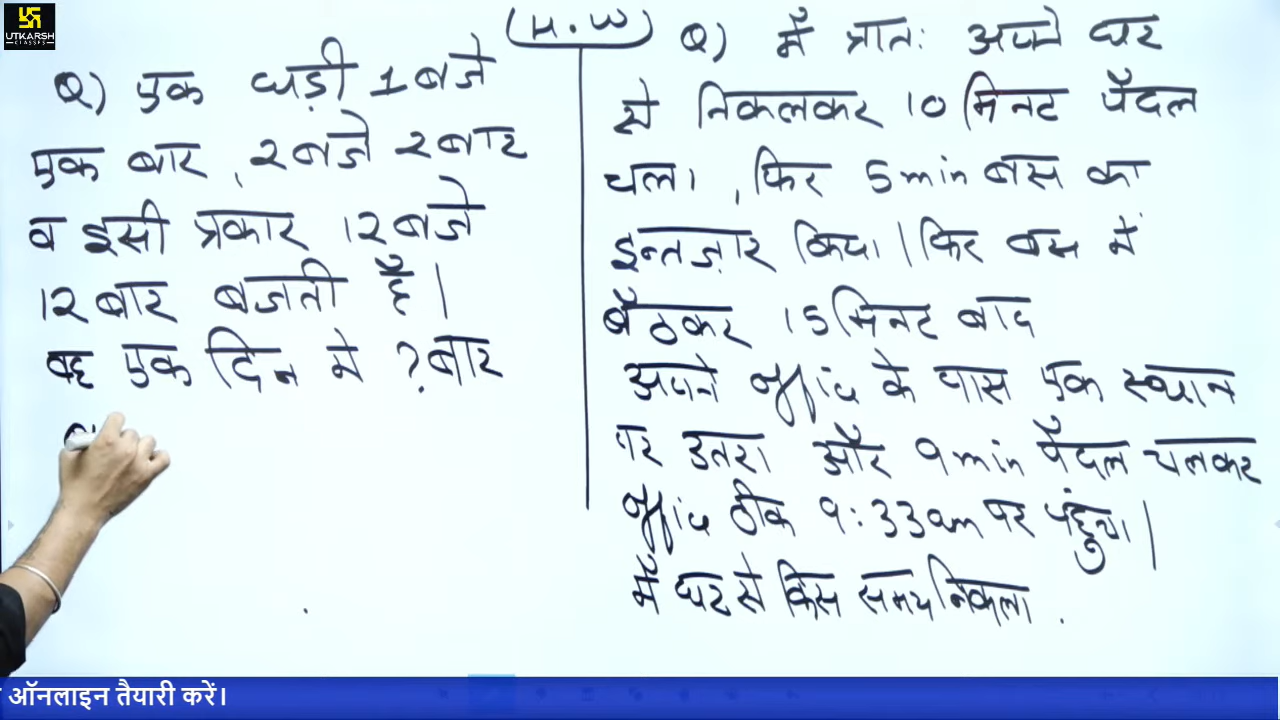 UTKARSH
CLASSES
(H.W)
Q) एक घड़ी 1 बजे
एक बार, 2 बजे 2 बार
व इसी प्रकार 12 बजे
12 बार बजती है।
वह एक दिन मे ? बार
Q) मैं प्रातः अपने घर
से निकलकर 10 मिनट पैदल
चला, फिर 5 min बस का
इन्तज़ार किया। फिर बस में
बैठकर 15 मिनट बाद
अपने office के पास एक स्थान
पर उतरा और 9 min पैदल चलकर
office ठीक 9:33 am पर पहुंचा।
मैं घर से किस समय निकला.
ऑनलाइन तैयारी करें।